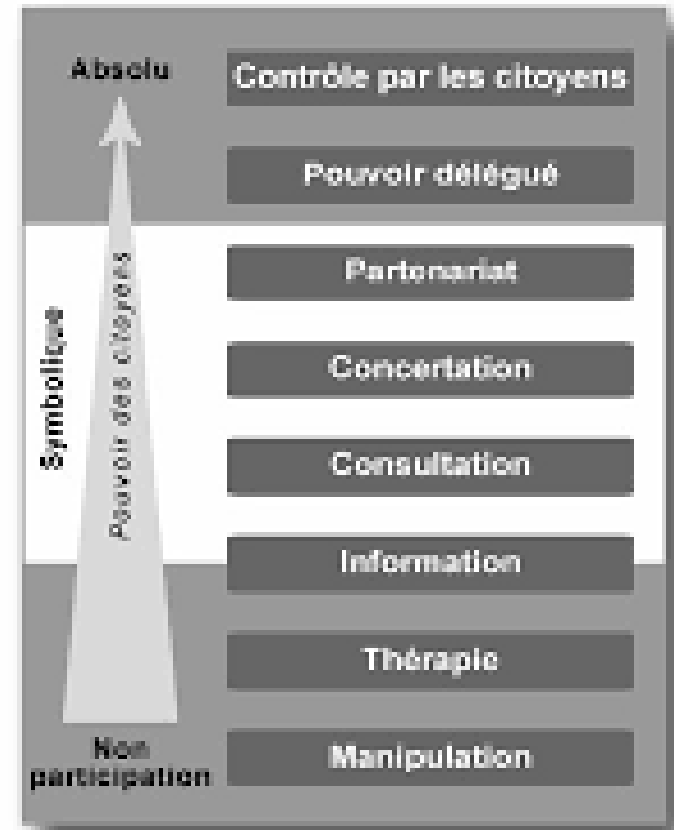 Absolu
Contrôle par les citoyens
Pouvoir délégué
Partenariat
Symbolique
Pouvoir des citoyens
Concertation
Consultation
Information
Thérapie
Non
participation
Manipulation